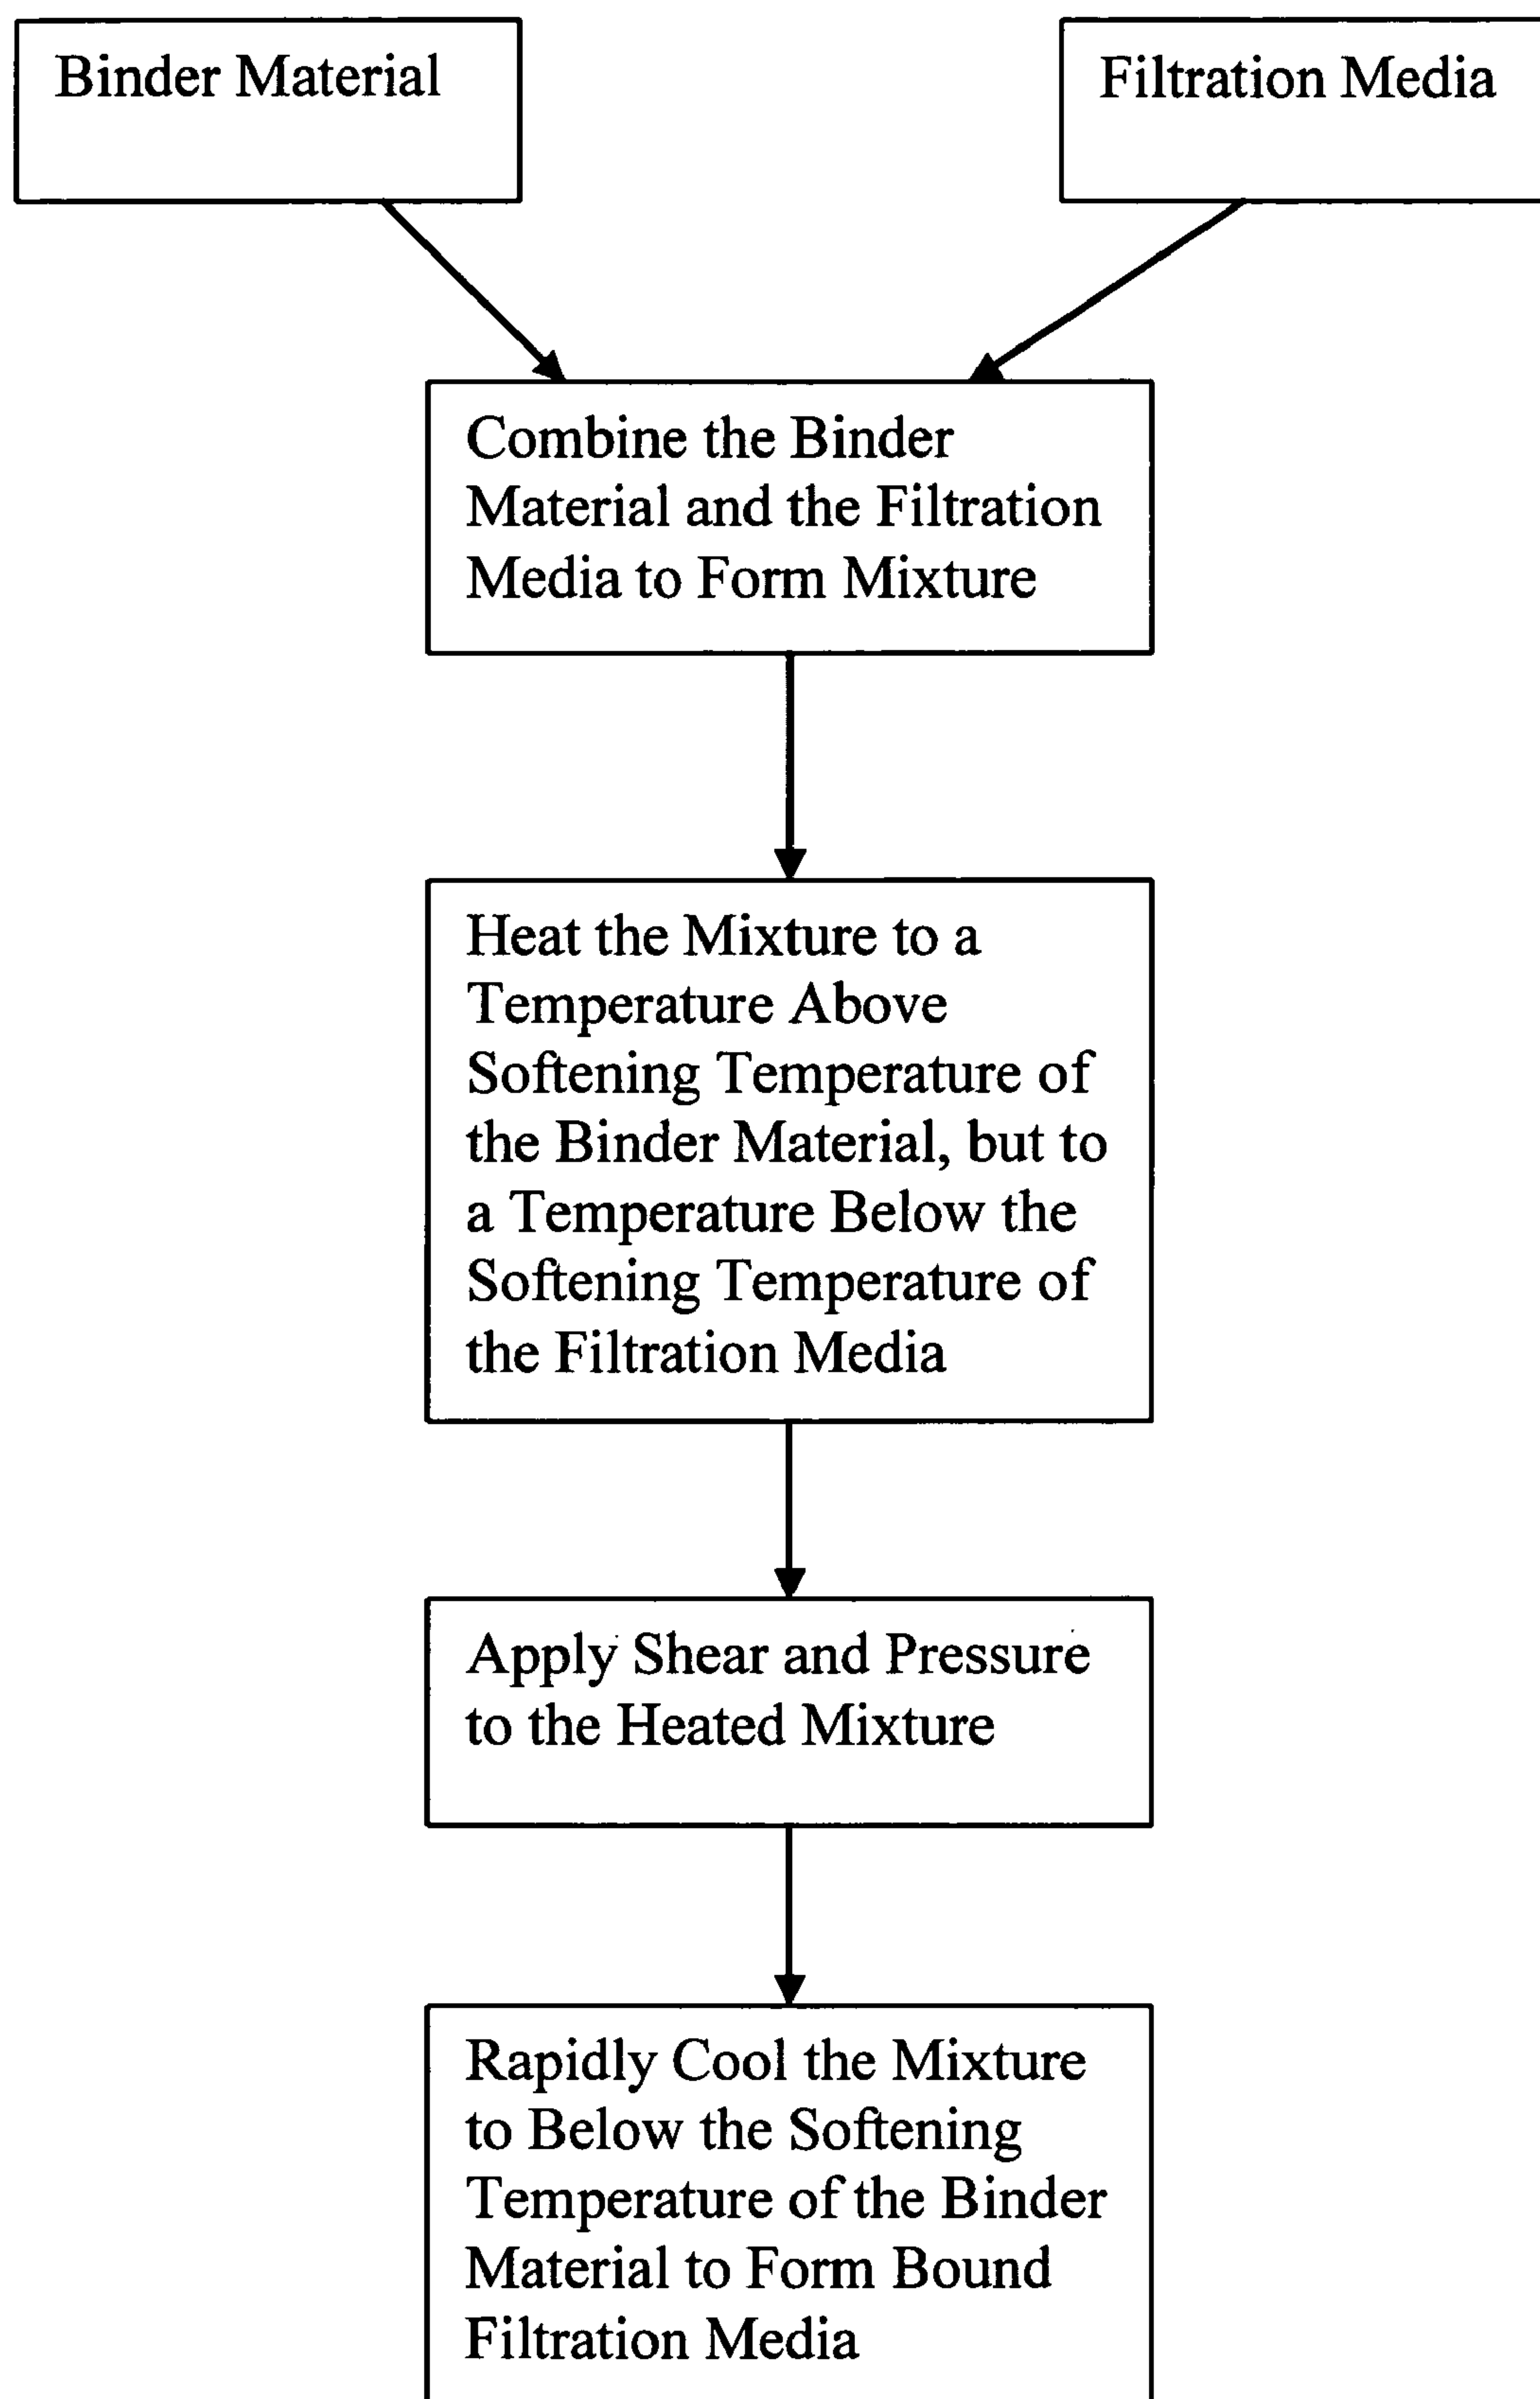 Binder Material
Filtration Media
Combine the Binder
Material and the Filtration
Media to Form Mixture
Heat the Mixture to a
Temperature Above
Softening Temperature of
the Binder Material, but to
a Temperature Below the
Softening Temperature of
the Filtration Media
Apply Shear and Pressure
to the Heated Mixture
Rapidly Cool the Mixture
to Below the Softening
Temperature of the Binder
Material to Form Bound
Filtration Media